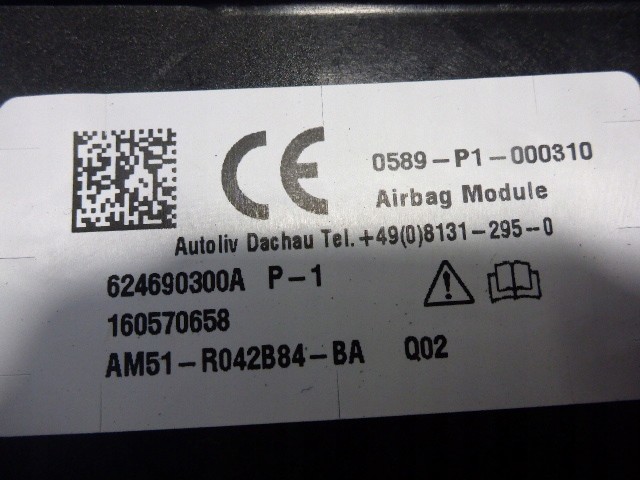 CE
0589-P1-000310
Airbag Module
Autoliv Dachau Tel. +49(0)8131-295-0
624690300A P-1
160570658
AM51-R042B84-BA Q02